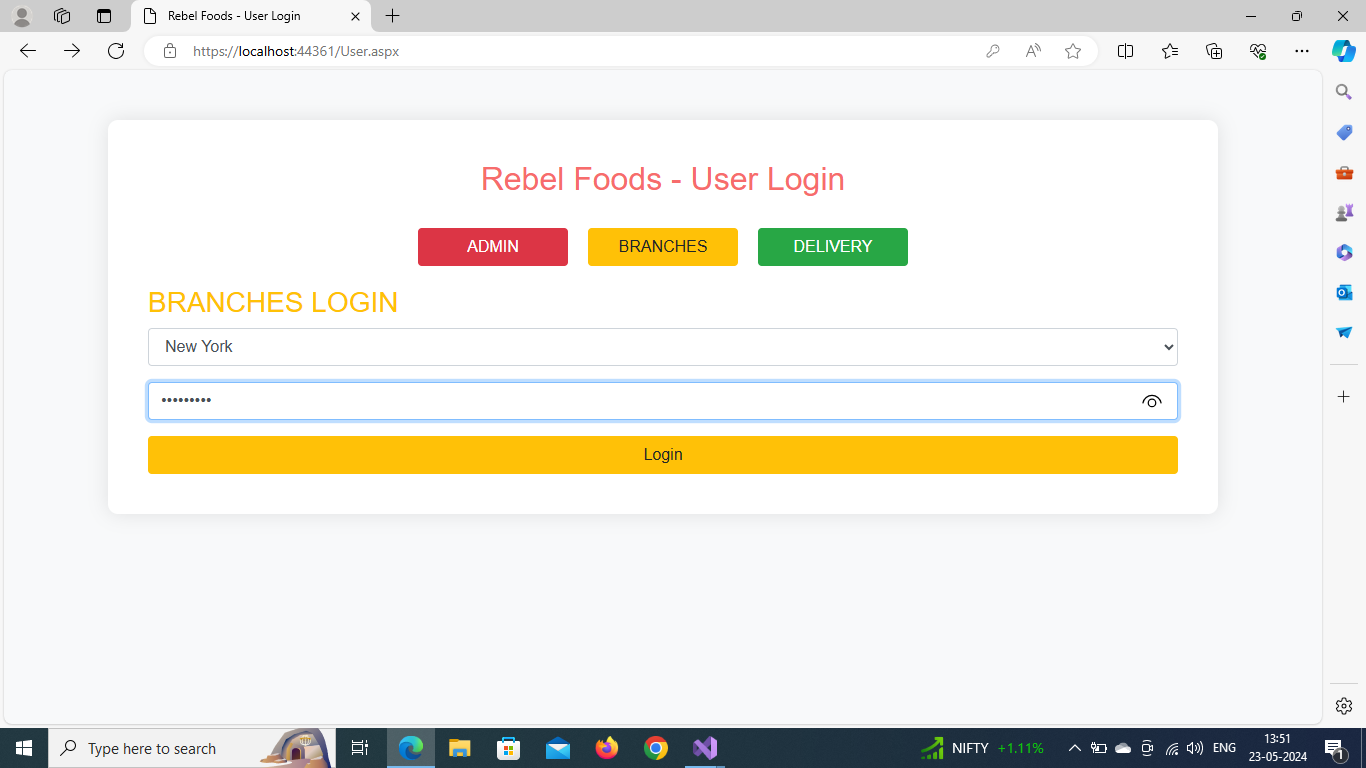 Rebel Foods - User Login
https://localhost:44361/User.aspx
Rebel Foods - User Login
ADMIN BRANCHES DELIVERY
BRANCHES LOGIN
New York
•••••••••
Login
Type here to search
NIFTY +1.11%
ENG
13:51
23-05-2024
1